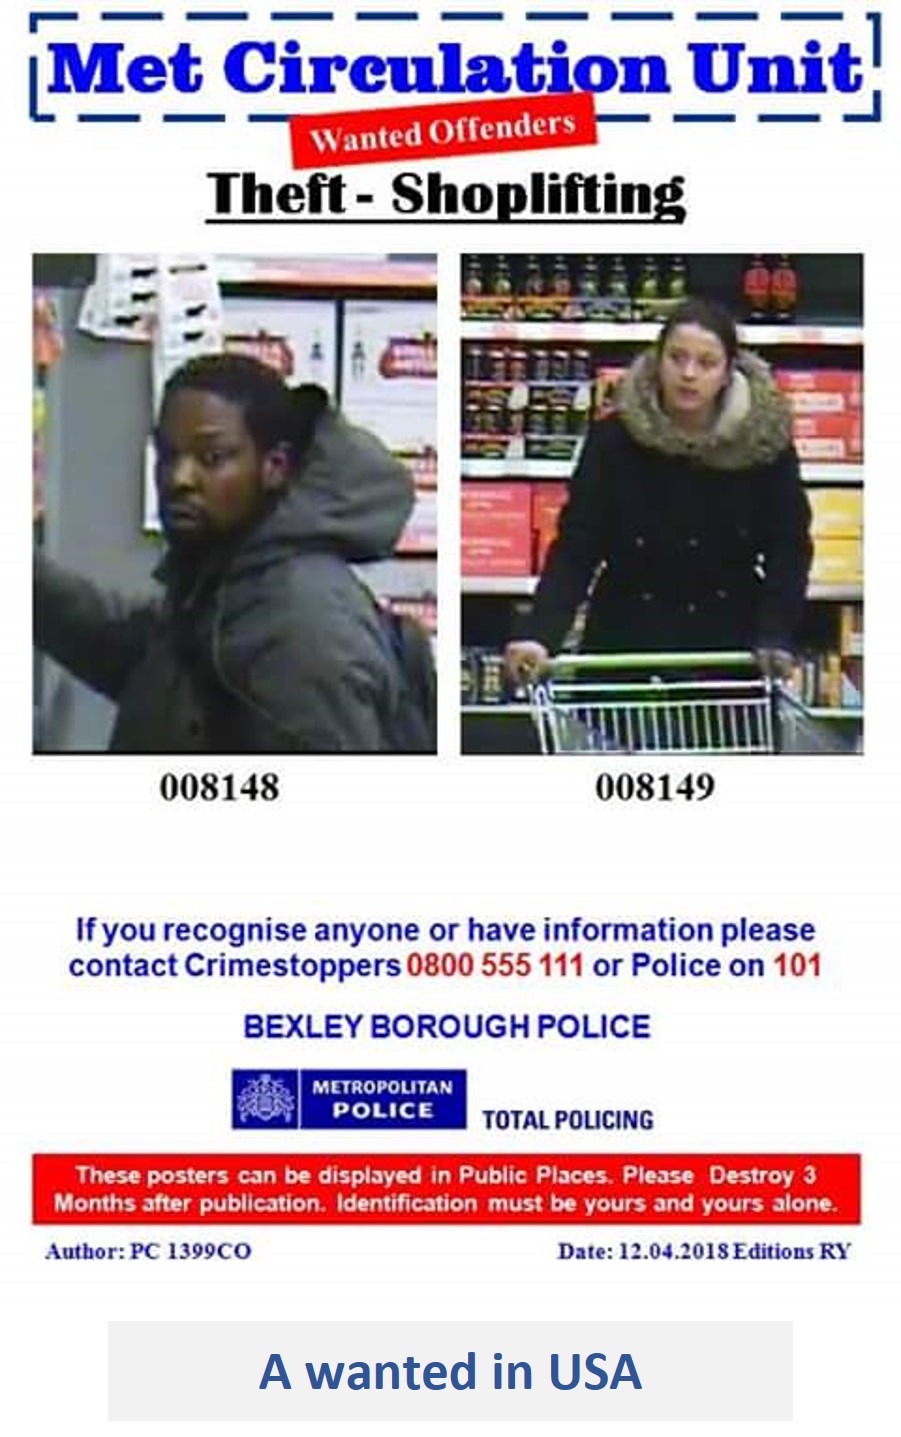 Met Circulation Unit
Wanted Offenders
Theft - Shoplifting
008148
008149
If you recognise anyone or have information please
contact Crimestoppers 0800 555 111 or Police on 101
BEXLEY BOROUGH POLICE
METROPOLITAN
POLICE
TOTAL POLICING
These posters can be displayed in Public Places. Please Destroy 3
Months after publication. Identification must be yours and yours alone.
Author: PC 1399CO
Date: 12.04.2018 Editions RY
A wanted in USA